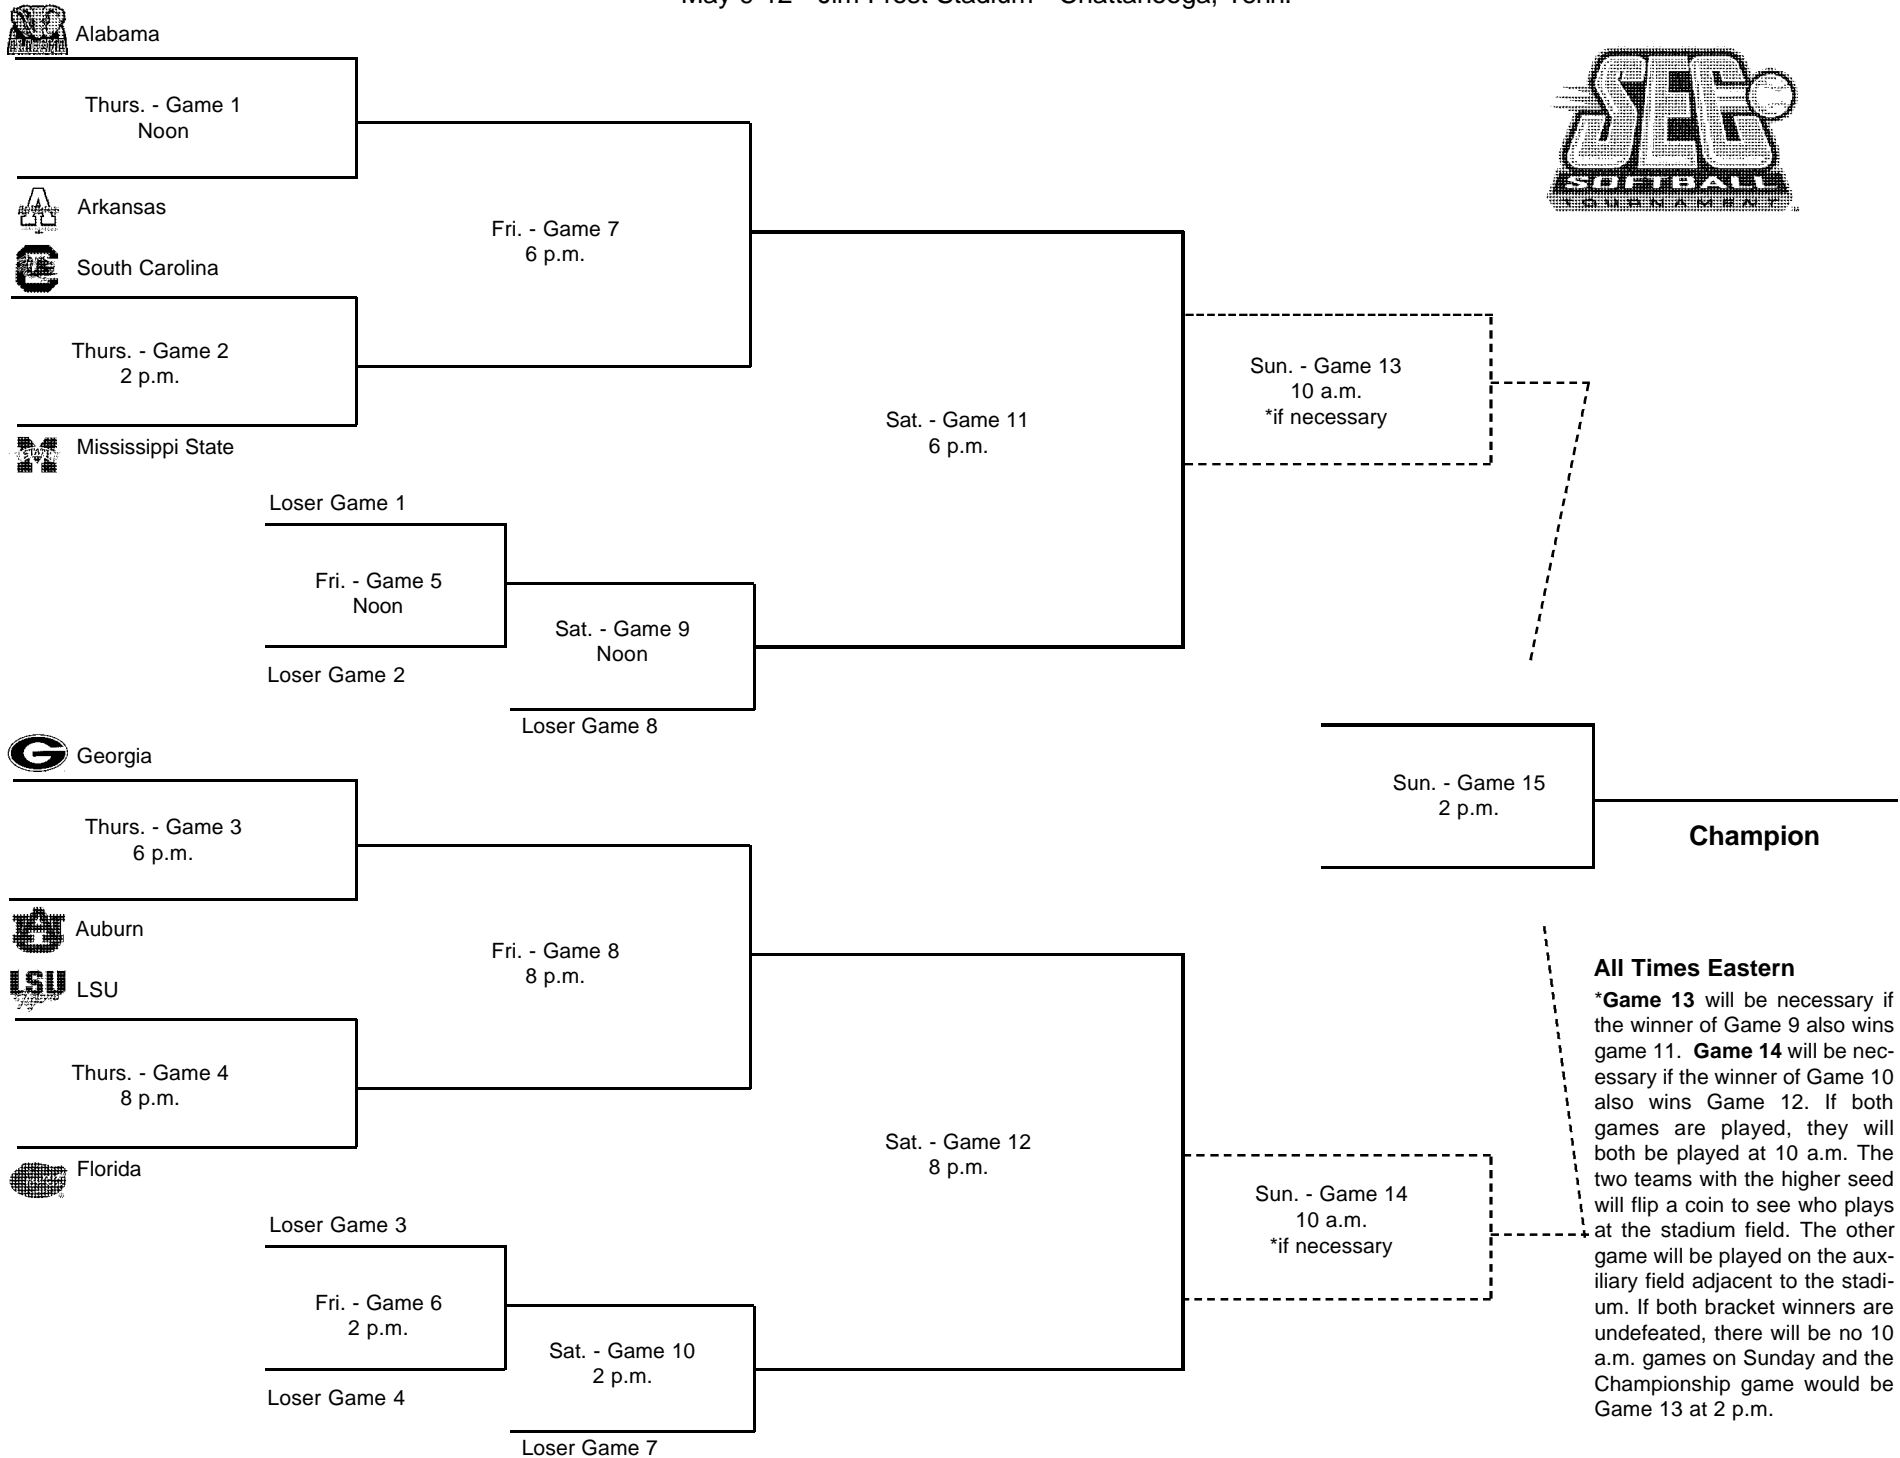 Alabama
Thurs. - Game 1
Noon
Arkansas
South Carolina
Thurs. - Game 2
2 p.m.
Mississippi State
Fri. - Game 7
6 p.m.
Loser Game 1
Fri. - Game 5
Noon
Loser Game 2
Sat. - Game 9
Noon
Loser Game 8
Sat. - Game 11
6 p.m.
SEC
SOFTBALL
TOURNAMENT
Sun. - Game 13
10 a.m.
*if necessary
Georgia
Thurs. - Game 3
6 p.m.
Auburn
LSU
LSU
Thurs. - Game 4
8 p.m.
Florida
Fri. - Game 8
8 p.m.
Loser Game 3
Fri. - Game 6
2 p.m.
Loser Game 4
Sat. - Game 10
2 p.m.
Loser Game 7
Sat. - Game 12
8 p.m.
Sun. - Game 14
10 a.m.
*if necessary
Sun. - Game 15
2 p.m.
Champion
All Times Eastern
*Game 13 will be necessary if
the winner of Game 9 also wins
game 11. Game 14 will be nec-
essary if the winner of Game 10
also wins Game 12. If both
games are played, they will
both be played at 10 a.m. The
two teams with the higher seed
will flip a coin to see who plays
at the stadium field. The other
game will be played on the aux-
iliary field adjacent to the stadi-
um. If both bracket winners are
undefeated, there will be no 10
a.m. games on Sunday and the
Championship game would be
Game 13 at 2 p.m.